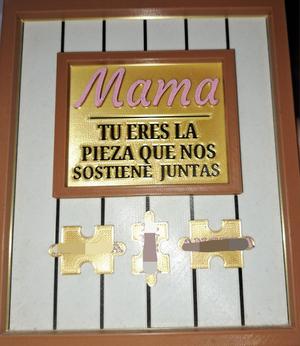 Mama
TU ERES LA
PIEZA QUE NOS
SOSTIENE JUNTAS